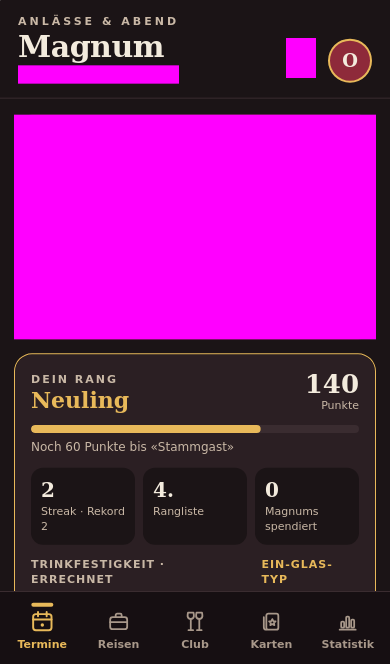 ANLÄSSE & ABEND
Magnum
O
DEIN RANG
Neuling
140
Punkte
Noch 60 Punkte bis «Stammgast»
2
Streak · Rekord
2
4.
Rangliste
0
Magnums
spendiert
TRINKFESTIGKEIT ·
ERRECHNET
EIN-GLAS-
TYP
Termine
Reisen
Club
Karten
Statistik